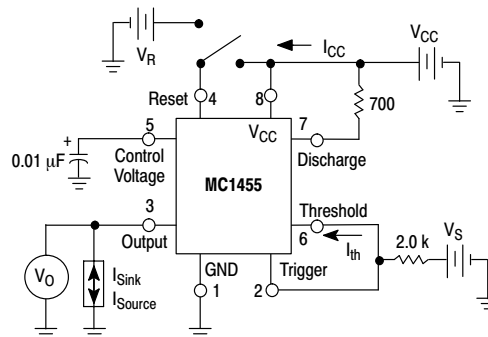 V_R
I_CC
V_CC
Reset
4
8
700
5
V_CC
7
+
0.01 μF
Control
Voltage
Discharge
MC1455
3
Threshold
Output
6
V_S
I_th
2.0 k
V_O
I_Sink
I_Source
GND
Trigger
1
2